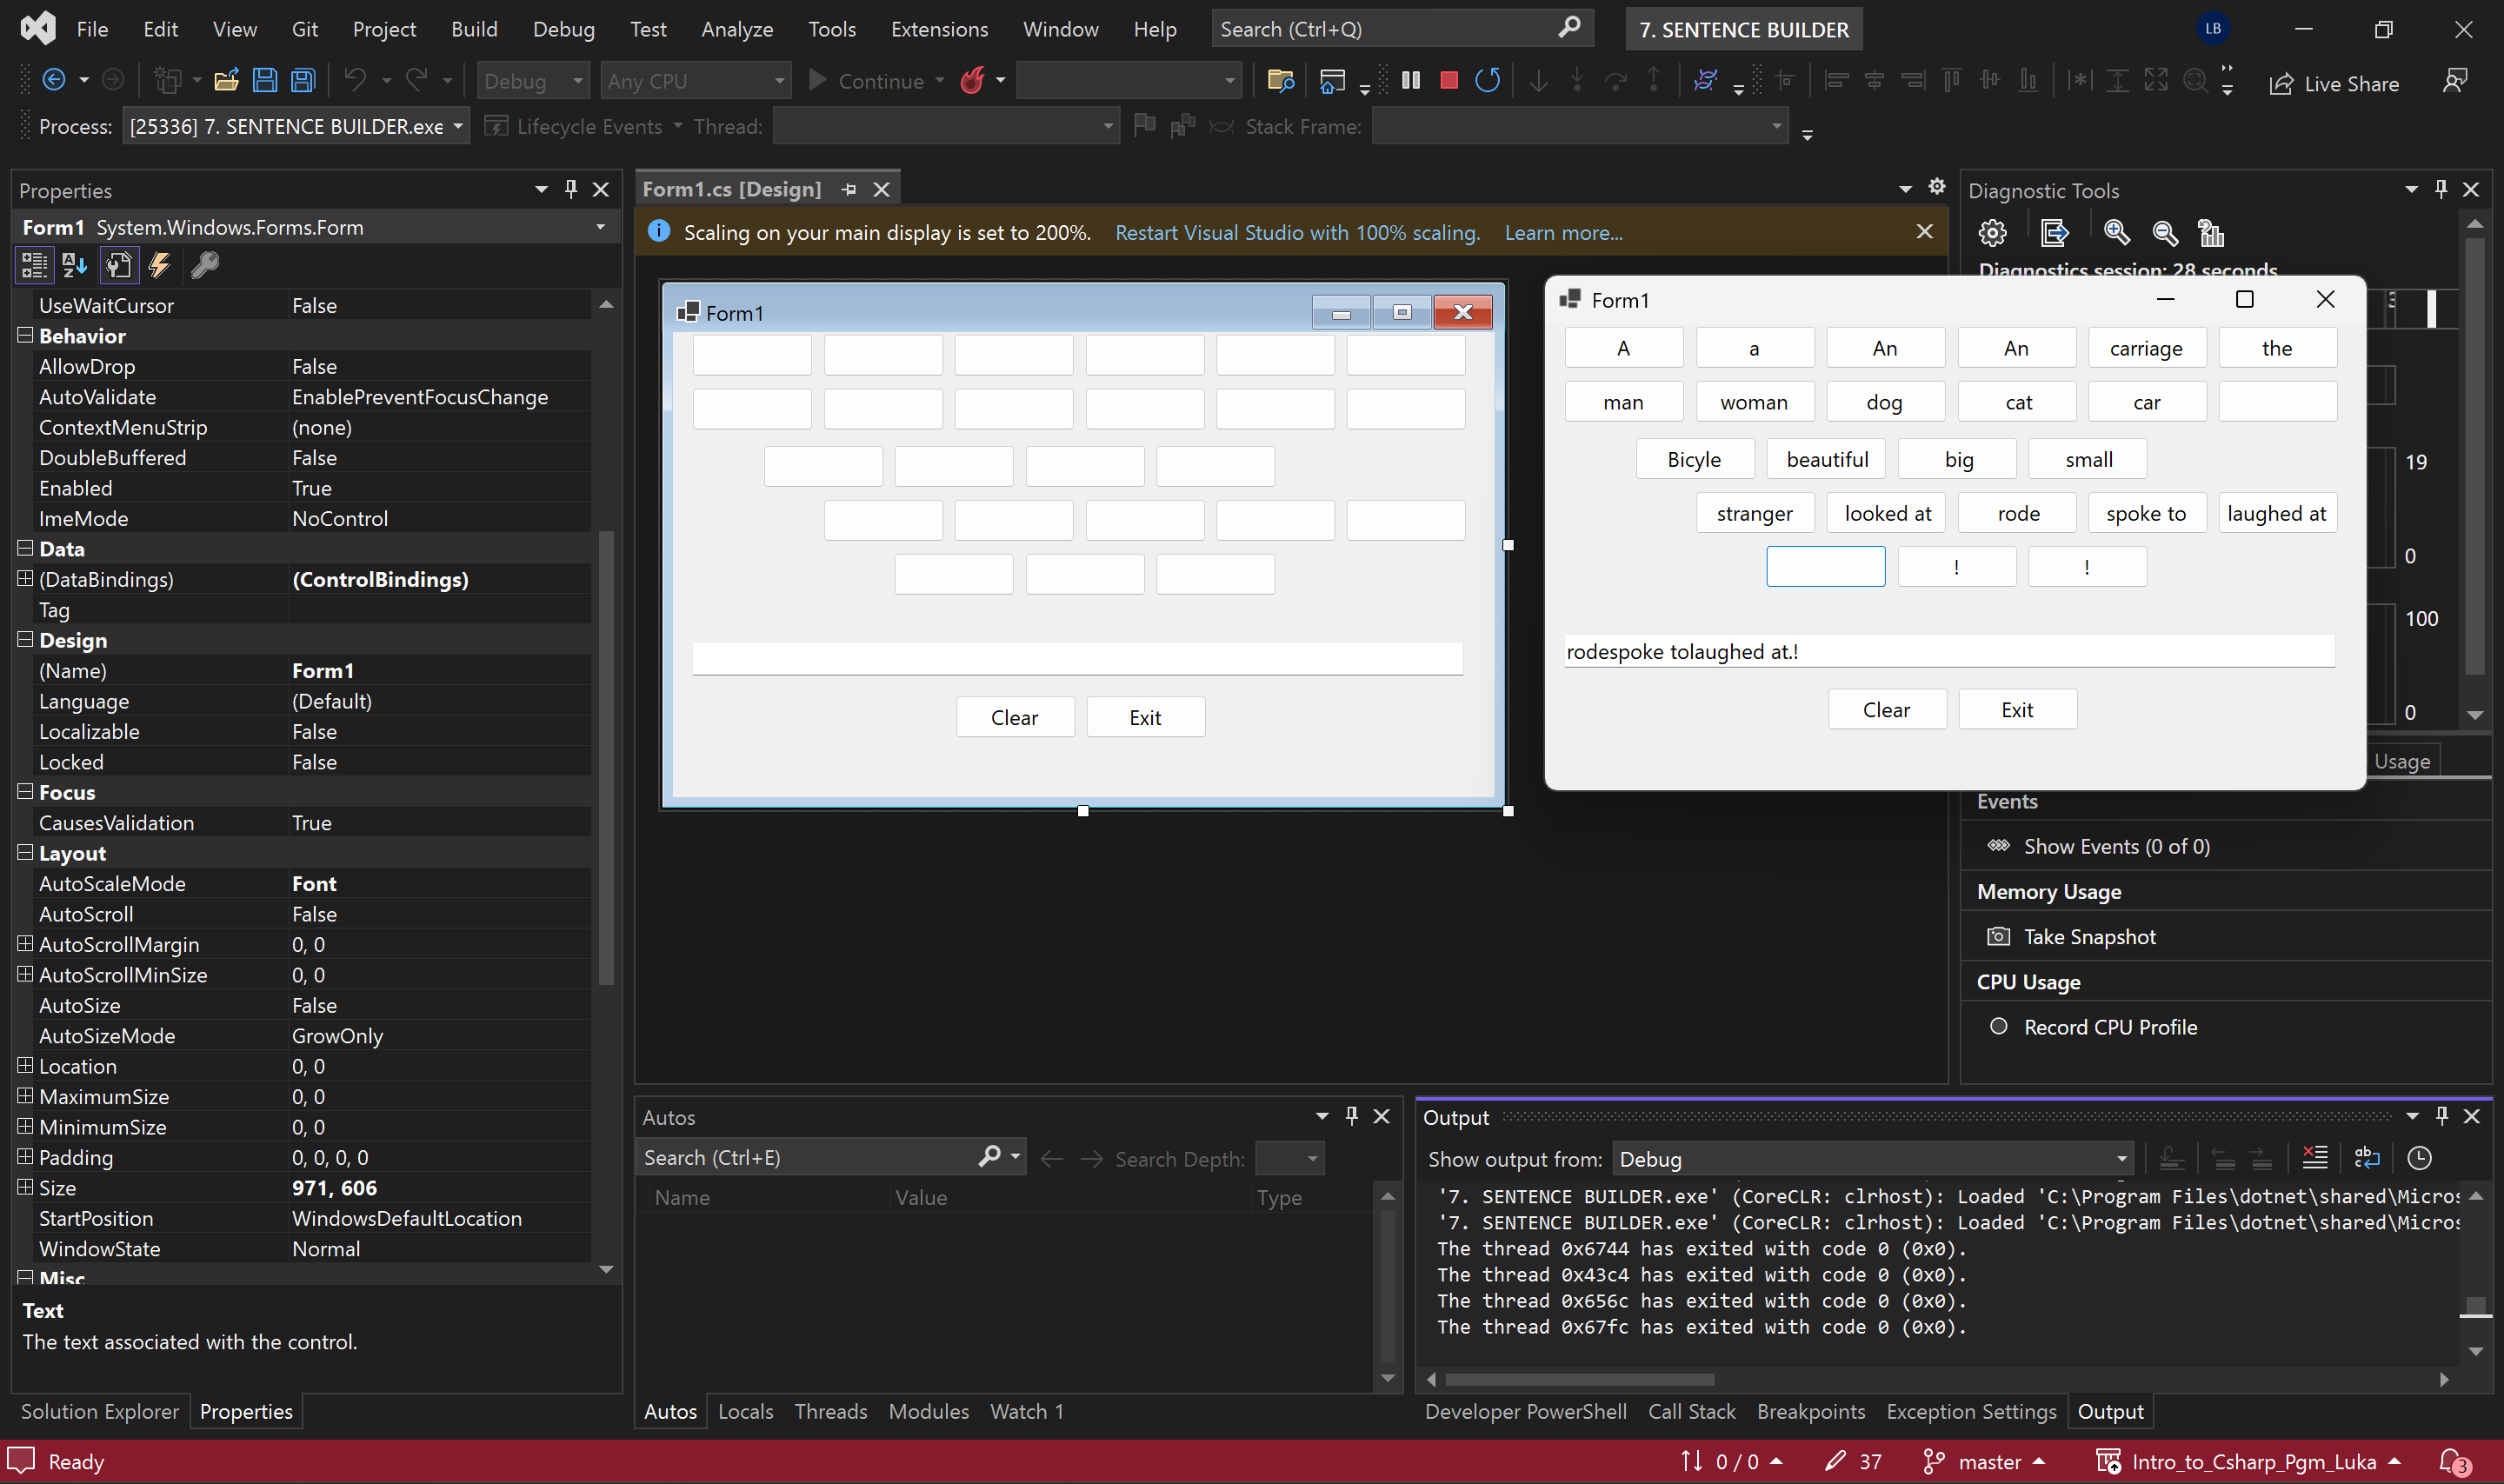 File Edit View Git Project Build Debug Test Analyze Tools Extensions Window Help Search (Ctrl+Q) 7. SENTENCE BUILDER LB
Debug Any CPU Continue Live Share
Process: [25336] 7. SENTENCE BUILDER.exe Lifecycle Events Thread: Stack Frame:
Properties
Form1 System.Windows.Forms.Form
UseWaitCursor False
Behavior
AllowDrop False
AutoValidate EnablePreventFocusChange
ContextMenuStrip (none)
DoubleBuffered False
Enabled True
ImeMode NoControl
Data
(DataBindings) (ControlBindings)
Tag
Design
(Name) Form1
Language (Default)
Localizable False
Locked False
Focus
CausesValidation True
Layout
AutoScaleMode Font
AutoScroll False
AutoScrollMargin 0, 0
AutoScrollMinSize 0, 0
AutoSize False
AutoSizeMode GrowOnly
Location 0, 0
MaximumSize 0, 0
MinimumSize 0, 0
Padding 0, 0, 0, 0
Size 971, 606
StartPosition WindowsDefaultLocation
WindowState Normal
Misc
Text
The text associated with the control.
Solution Explorer Properties
Form1.cs [Design]
Scaling on your main display is set to 200%. Restart Visual Studio with 100% scaling. Learn more...
Form1
Clear Exit
Form1
A a An An carriage the
man woman dog cat car
Bicyle beautiful big small
stranger looked at rode spoke to laughed at
! !
rodespoke tolaughed at.!
Clear Exit
Diagnostic Tools
Diagnostics session: 28 seconds
19
0
100
0
Usage
Events
Show Events (0 of 0)
Memory Usage
Take Snapshot
CPU Usage
Record CPU Profile
Autos
Search (Ctrl+E) Search Depth:
Name Value Type
Autos Locals Threads Modules Watch 1
Output
Show output from: Debug
'7. SENTENCE BUILDER.exe' (CoreCLR: clrhost): Loaded 'C:\Program Files\dotnet\shared\Micros
'7. SENTENCE BUILDER.exe' (CoreCLR: clrhost): Loaded 'C:\Program Files\dotnet\shared\Micros
The thread 0x6744 has exited with code 0 (0x0).
The thread 0x43c4 has exited with code 0 (0x0).
The thread 0x656c has exited with code 0 (0x0).
The thread 0x67fc has exited with code 0 (0x0).
Developer PowerShell Call Stack Breakpoints Exception Settings Output
Ready 0 / 0 37 master Intro_to_Csharp_Pgm_Luka 3